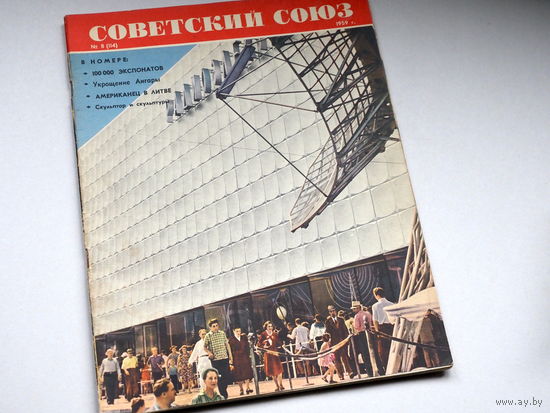 СОВЕТСКИЙ СОЮЗ
№ 8 (114)
1959 г.
В НОМЕРЕ:
100 000 ЭКСПОНАТОВ
Укрощение Ангары
АМЕРИКАНЕЦ В ЛИТВЕ
Скульптор и скульптура
www.ay.by